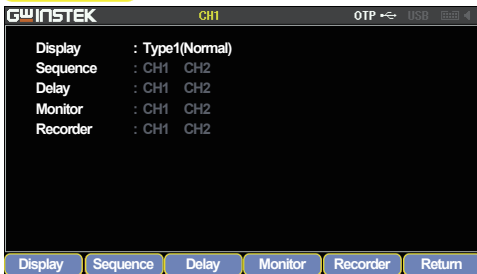 GWINSTEK CH1 OTP USB
Display : Type1(Normal)
Sequence : CH1 CH2
Delay : CH1 CH2
Monitor : CH1 CH2
Recorder : CH1 CH2
Display Sequence Delay Monitor Recorder Return